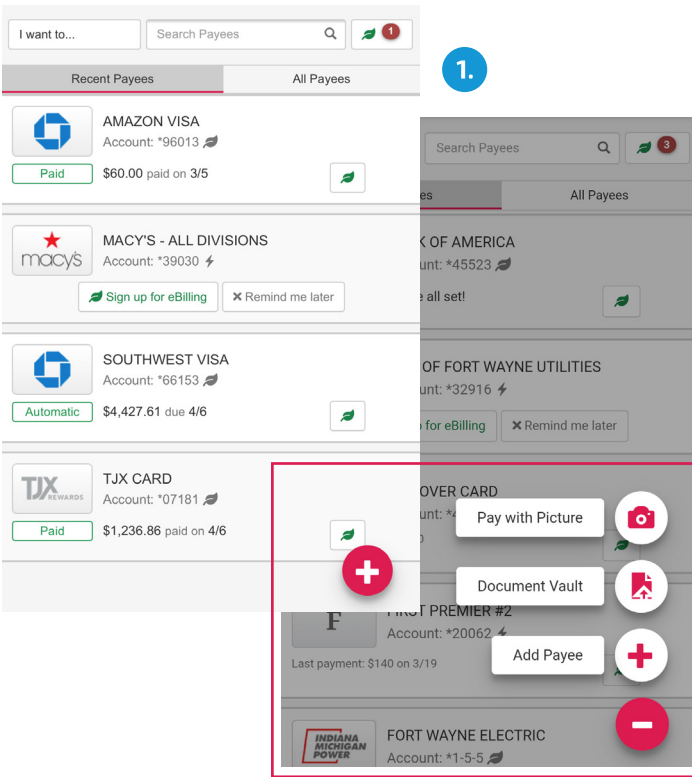 I want to...
Search Payees
1
Recent Payees
All Payees
AMAZON VISA
Account: *96013
Paid
$60.00 paid on 3/5
macy's
MACY'S - ALL DIVISIONS
Account: *39030
Sign up for eBilling
Remind me later
SOUTHWEST VISA
Account: *66153
Automatic
$4,427.61 due 4/6
TJX REWARDS
TJX CARD
Account: *07181
Paid
$1,236.86 paid on 4/6
1.
Search Payees
3
All Payees
OF AMERICA
*45523
all set!
OF FORT WAYNE UTILITIES
*32916
for eBilling
Remind me later
CARD
Pay with Picture
Document Vault
F
FIRST PREMIER #2
Account: *20062
Add Payee
Last payment: $140 on 3/19
INDIANA
MICHIGAN
POWER
FORT WAYNE ELECTRIC
Account: *1-5-5